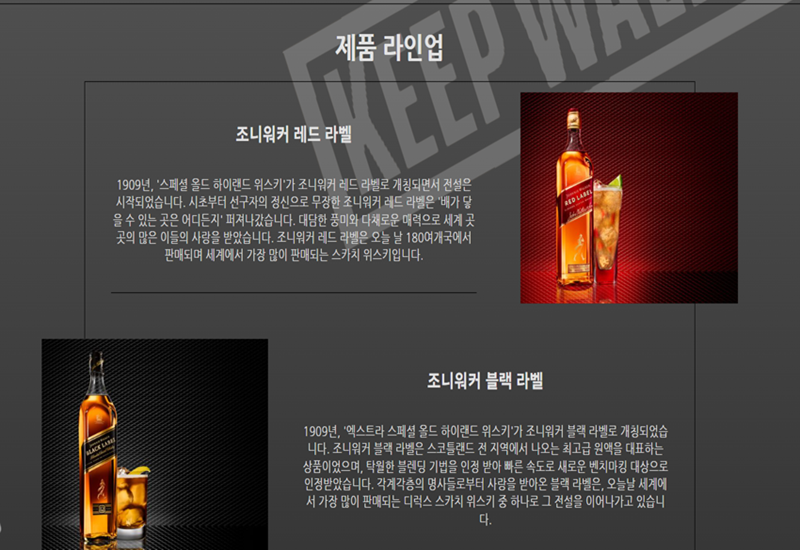 KEEP WAL
제품 라인업
조니워커 레드 라벨
1909년, '스페셜 올드 하이랜드 위스키'가 조니워커 레드 라벨로 개칭되면서 전설은
시작되었습니다. 시초부터 선구자의 정신으로 무장한 조니워커 레드 라벨은 '배가 닿
을 수 있는 곳은 어디든지' 퍼져나갔습니다. 대담한 풍미와 다채로운 매력으로 세계 곳
곳의 많은 이들의 사랑을 받았습니다. 조니워커 레드 라벨은 오늘 날 180여개국에서
판매되며 세계에서 가장 많이 판매되는 스카치 위스키입니다.
RED LABEL
조니워커 블랙 라벨
1909년, '엑스트라 스페셜 올드 하이랜드 위스키'가 조니워커 블랙 라벨로 개칭되었습
니다. 조니워커 블랙 라벨은 스코틀랜드 전 지역에서 나오는 최고급 원액을 대표하는
상품이었으며, 탁월한 블렌딩 기법을 인정 받아 빠른 속도로 새로운 벤치마킹 대상으로
인정받았습니다. 각계각층의 명사들로부터 사랑을 받아온 블랙 라벨은, 오늘날 세계에
서 가장 많이 판매되는 디럭스 스카치 위스키 중 하나로 그 전설을 이어나가고 있습니
다.
BLACK LABEL